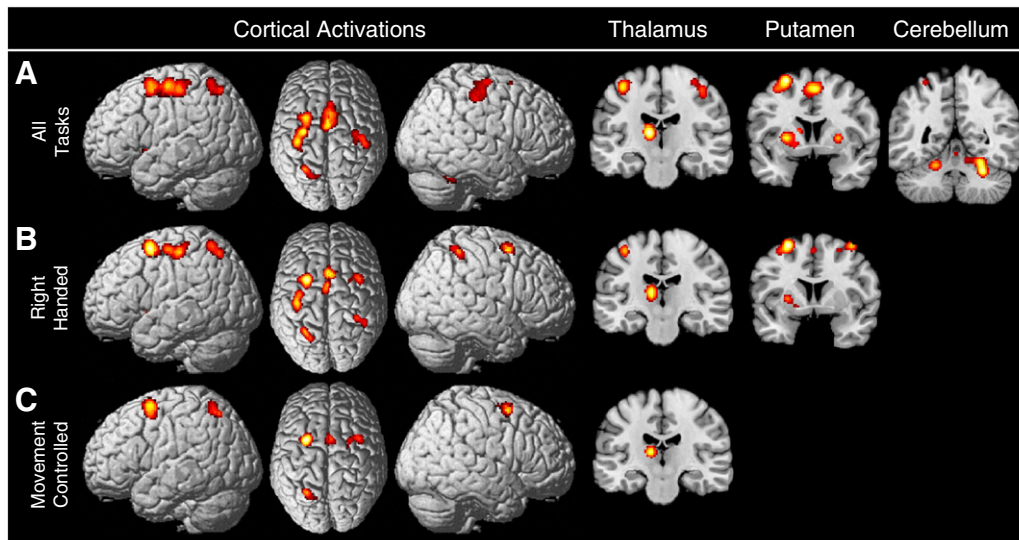 Cortical Activations Thalamus Putamen Cerebellum
A
All
Tasks
B
Right
Handed
C
Movement
Controlled